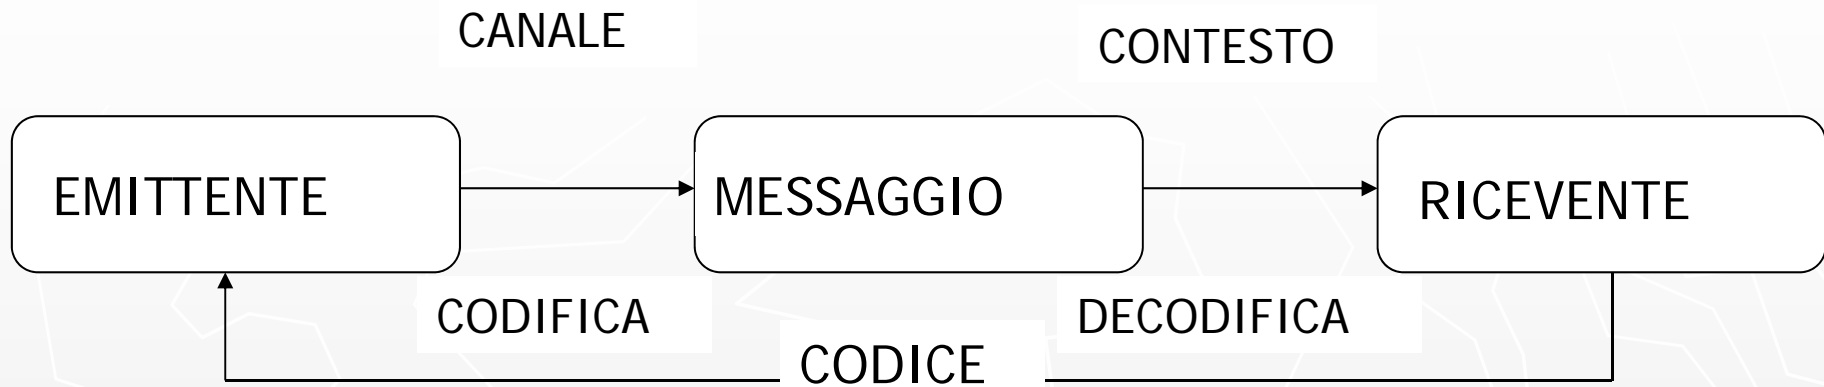 CANALE
CONTESTO
EMITTENTE
MESSAGGIO
RICEVENTE
CODIFICA
DECODIFICA
CODICE